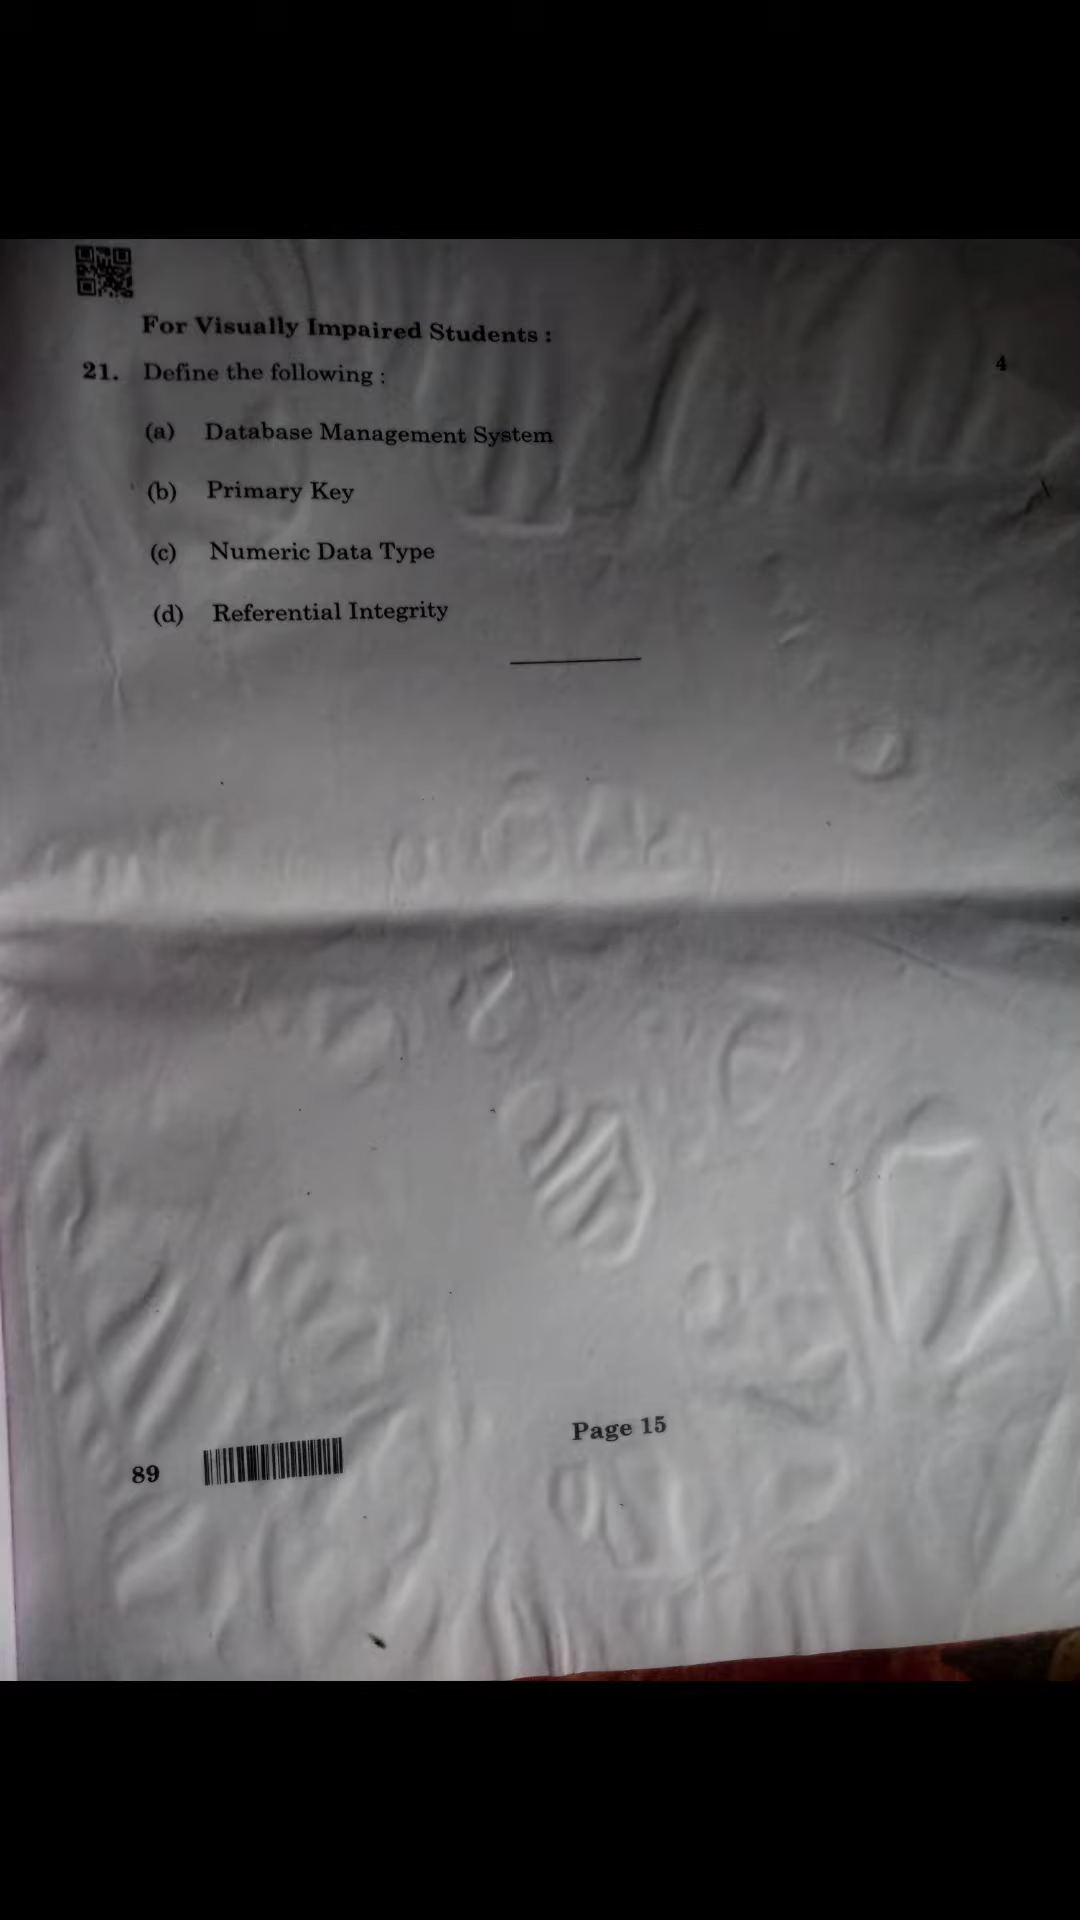 For Visually Impaired Students :
21. Define the following : 4
(a) Database Management System
(b) Primary Key
(c) Numeric Data Type
(d) Referential Integrity
Page 15
89